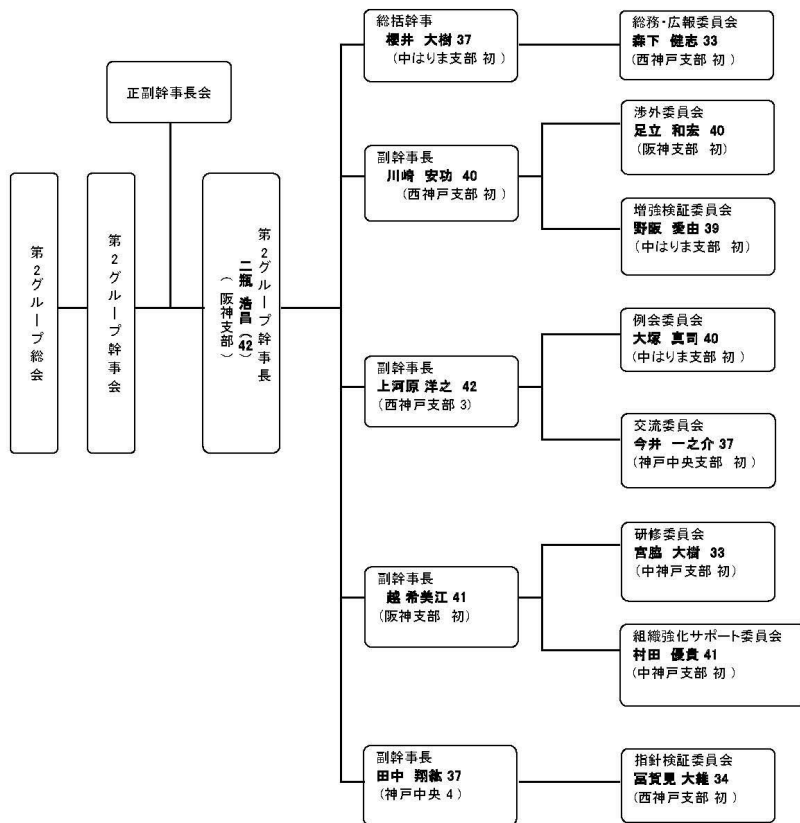 正副幹事長会
第２グループ総会
第２グループ幹事会
第２グループ幹事長
二瓶 浩昌 （42）
（ 阪神支部 ）
総括幹事
櫻井 大樹 37
（中はりま支部 初 ）
副幹事長
川崎 安功 40
（西神戸支部 初 ）
副幹事長
上河原 洋之 42
（西神戸支部 3）
副幹事長
越 希美江 41
（阪神支部 初）
副幹事長
田中 翔紘 37
（神戸中央 4 ）
総務・広報委員会
森下 健志 33
（西神戸支部 初 ）
渉外委員会
足立 和宏 40
（阪神支部 初）
増強検証委員会
野阪 愛由 39
（中はりま支部 初）
例会委員会
大塚 真司 40
（中はりま支部 初 ）
交流委員会
今井 一之介 37
（神戸中央支部 初 ）
研修委員会
宮脇 大樹 33
（中神戸支部 初）
組織強化サポート委員会
村田 優貴 41
（中神戸支部 初 ）
指針検証委員会
冨賀見 大雄 34
（西神戸支部 初 ）